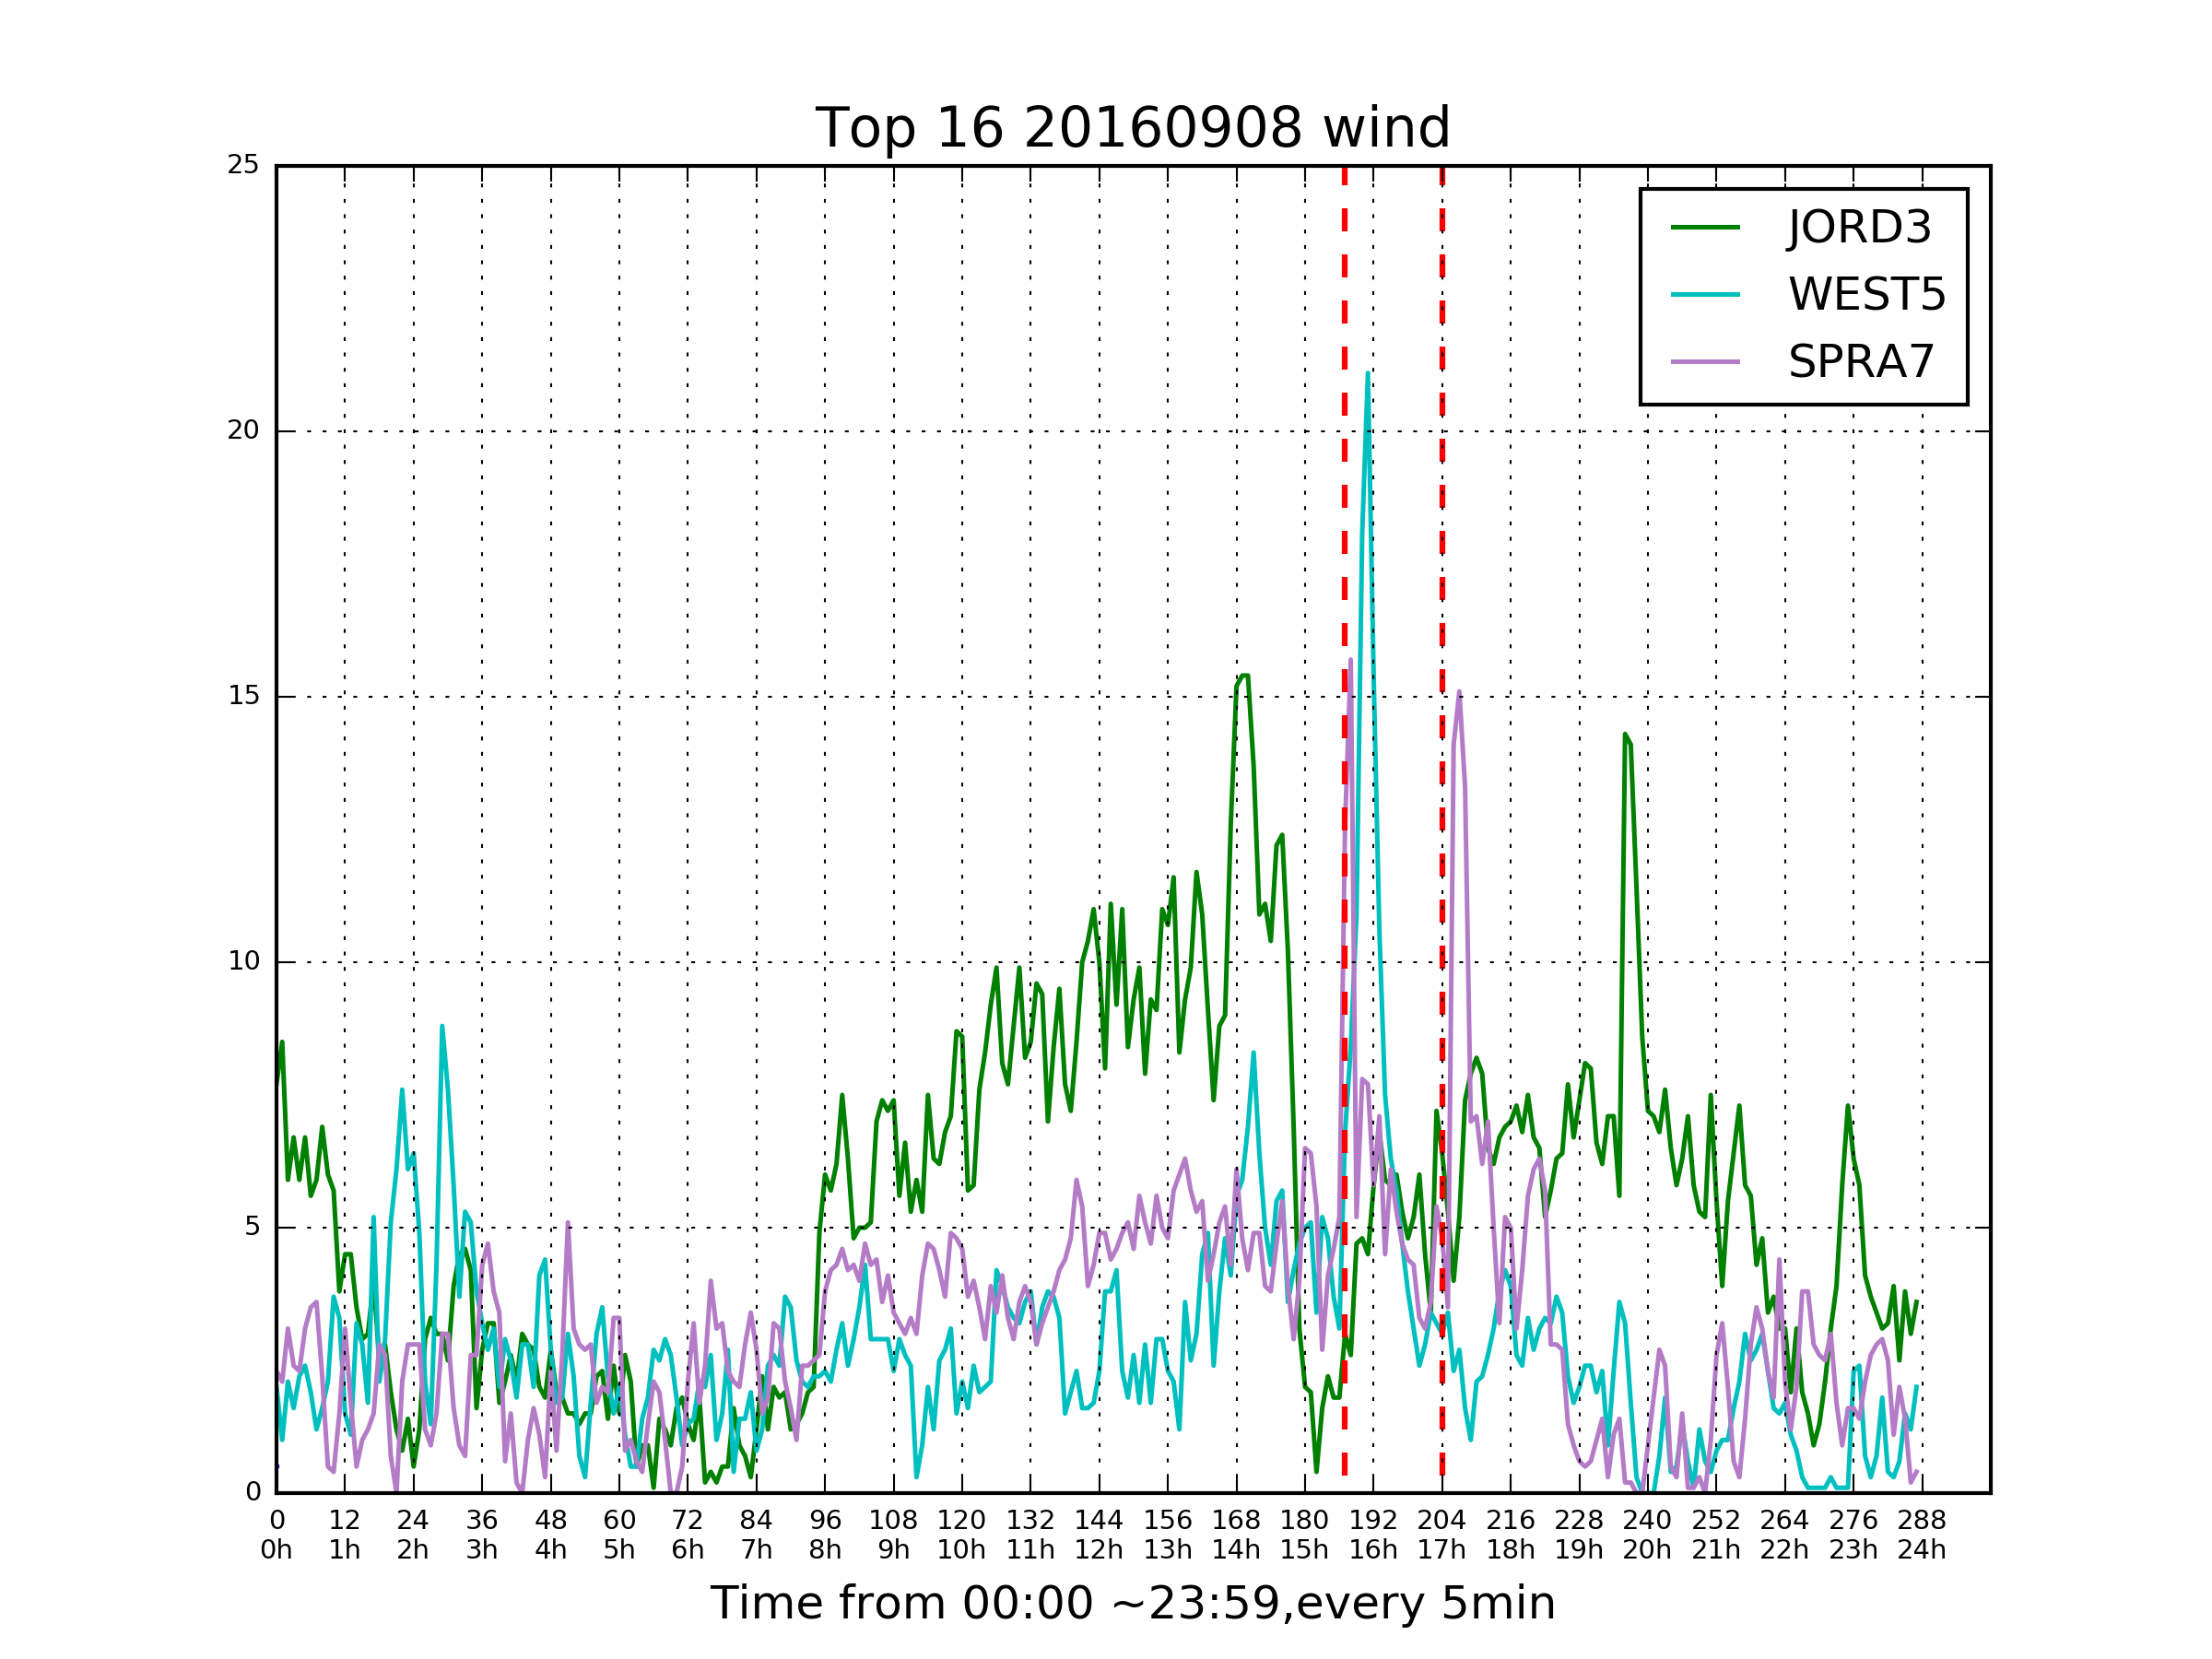 Top 16 20160908 wind
25
20
15
10
5
0
JORD3
WEST5
SPRA7
0 12 24 36 48 60 72 84 96 108 120 132 144 156 168 180 192 204 216 228 240 252 264 276 288
0h 1h 2h 3h 4h 5h 6h 7h 8h 9h 10h 11h 12h 13h 14h 15h 16h 17h 18h 19h 20h 21h 22h 23h 24h
Time from 00:00 ~23:59,every 5min